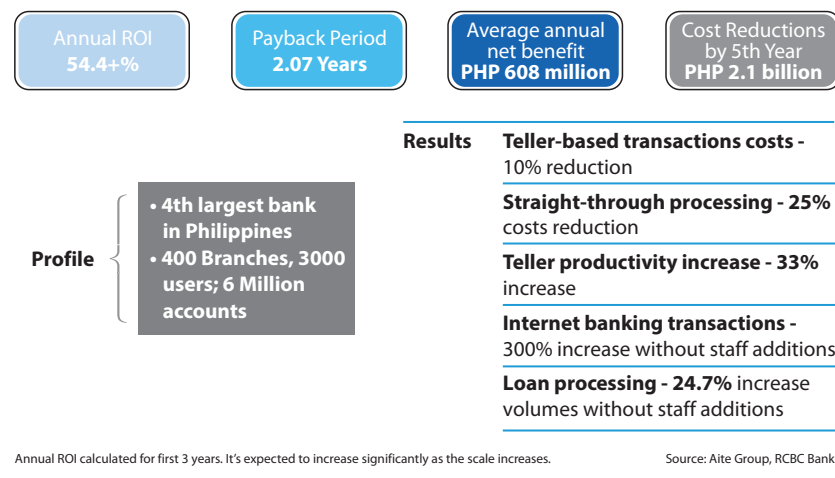 Annual ROI
54.4+%
Payback Period
2.07 Years
Average annual
net benefit
PHP 608 million
Cost Reductions
by 5th Year
PHP 2.1 billion
Profile
• 4th largest bank
in Philippines
• 400 Branches, 3000
users; 6 Million
accounts
Results
Teller-based transactions costs -
10% reduction
Straight-through processing - 25%
costs reduction
Teller productivity increase - 33%
increase
Internet banking transactions -
300% increase without staff additions
Loan processing - 24.7% increase
volumes without staff additions
Annual ROI calculated for first 3 years. It's expected to increase significantly as the scale increases.
Source: Aite Group, RCBC Bank